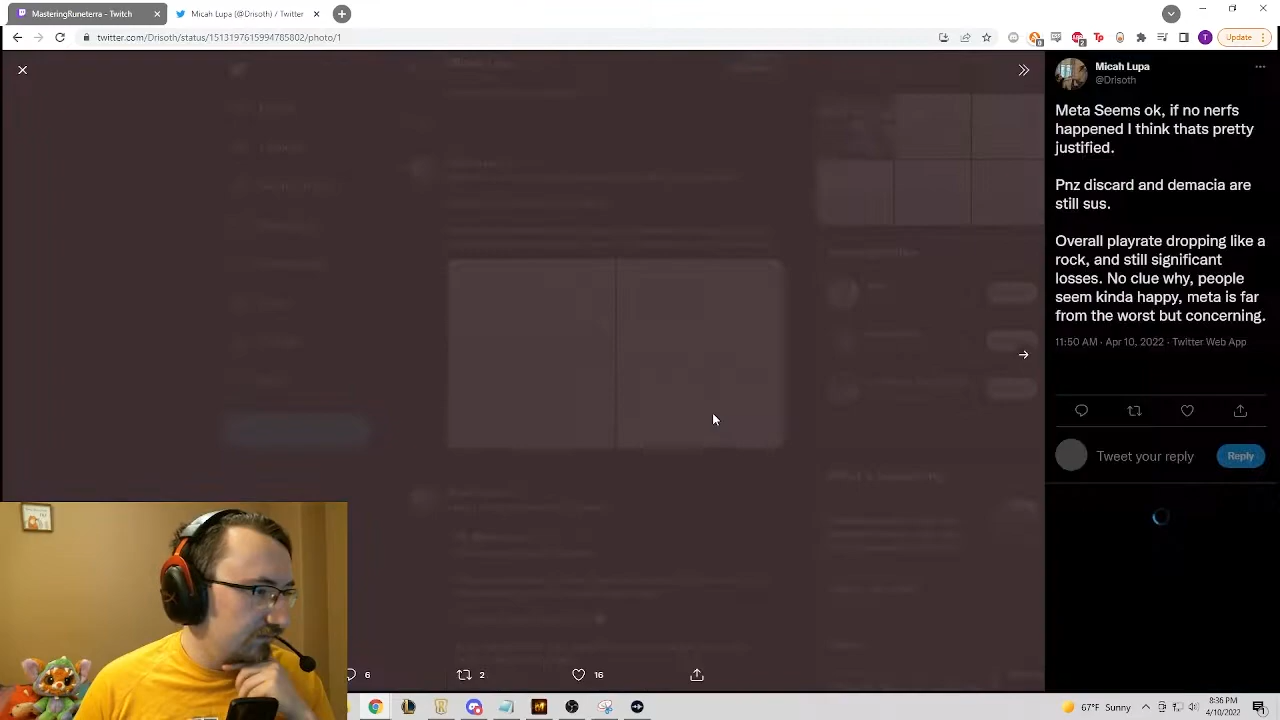 MasteringRuneterra - Twitch
Micah Lupa (@Drisoth) / Twitter
twitter.com/Drisoth/status/1513197615994785802/photo/1
Update
Micah Lupa
@Drisoth
Meta Seems ok, if no nerfs
happened I think thats pretty
justified.
Pnz discard and demacia are
still sus.
Overall playrate dropping like a
rock, and still significant
losses. No clue why, people
seem kinda happy, meta is far
from the worst but concerning.
11:50 AM · Apr 10, 2022 · Twitter Web App
Tweet your reply
Reply
6
2
16
67°F Sunny
8:36 PM
4/10/2022